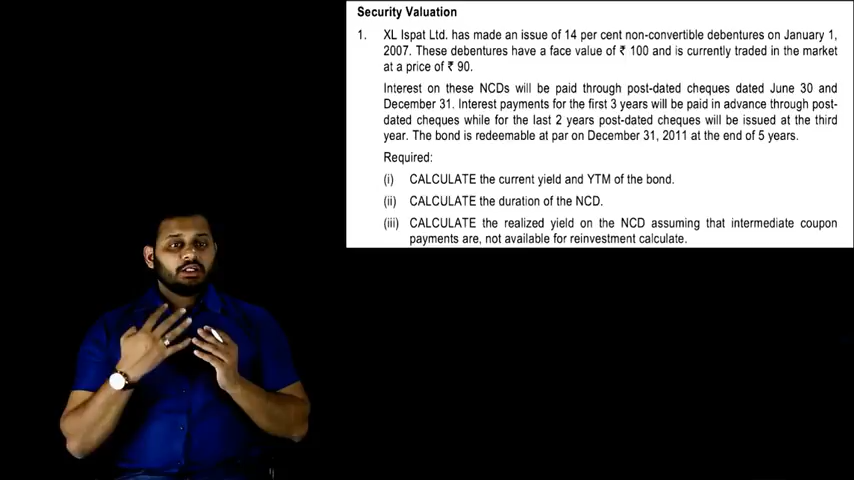 Security Valuation
1. XL Ispat Ltd. has made an issue of 14 per cent non-convertible debentures on January 1,
2007. These debentures have a face value of ₹ 100 and is currently traded in the market
at a price of ₹ 90.
Interest on these NCDs will be paid through post-dated cheques dated June 30 and
December 31. Interest payments for the first 3 years will be paid in advance through post-
dated cheques while for the last 2 years post-dated cheques will be issued at the third
year. The bond is redeemable at par on December 31, 2011 at the end of 5 years.
Required:
(i) CALCULATE the current yield and YTM of the bond.
(ii) CALCULATE the duration of the NCD.
(iii) CALCULATE the realized yield on the NCD assuming that intermediate coupon
payments are, not available for reinvestment calculate.